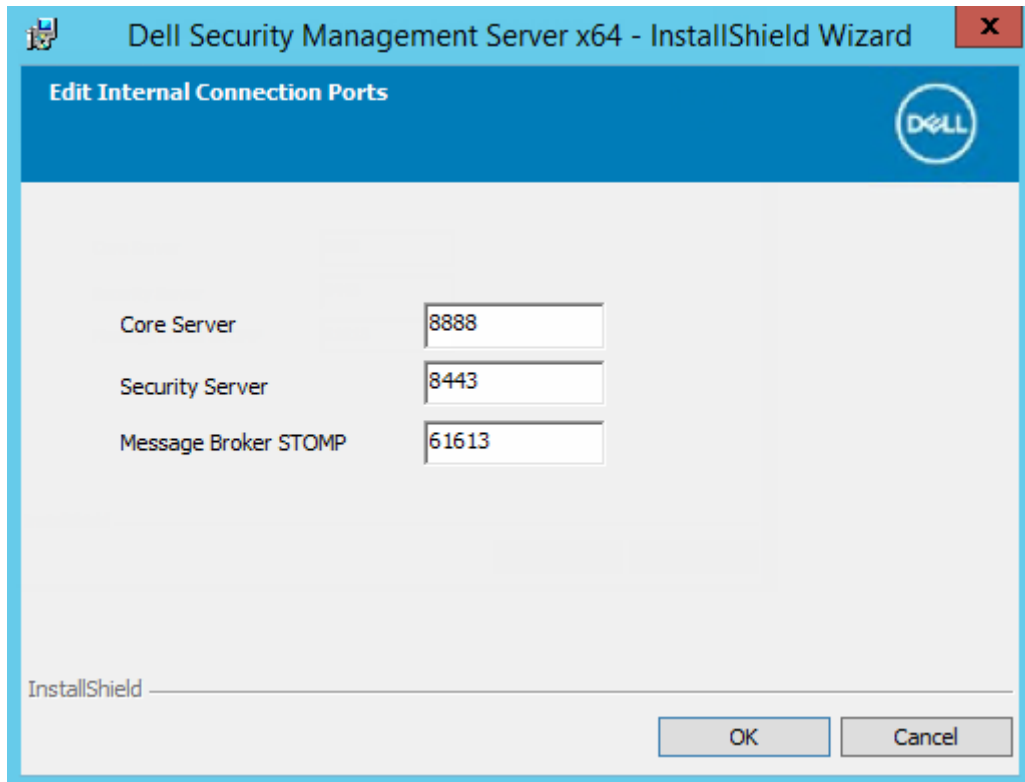 Dell Security Management Server x64 - InstallShield Wizard
x
Edit Internal Connection Ports
DELL
Core Server 8888
Security Server 8443
Message Broker STOMP 61613
InstallShield
OK Cancel